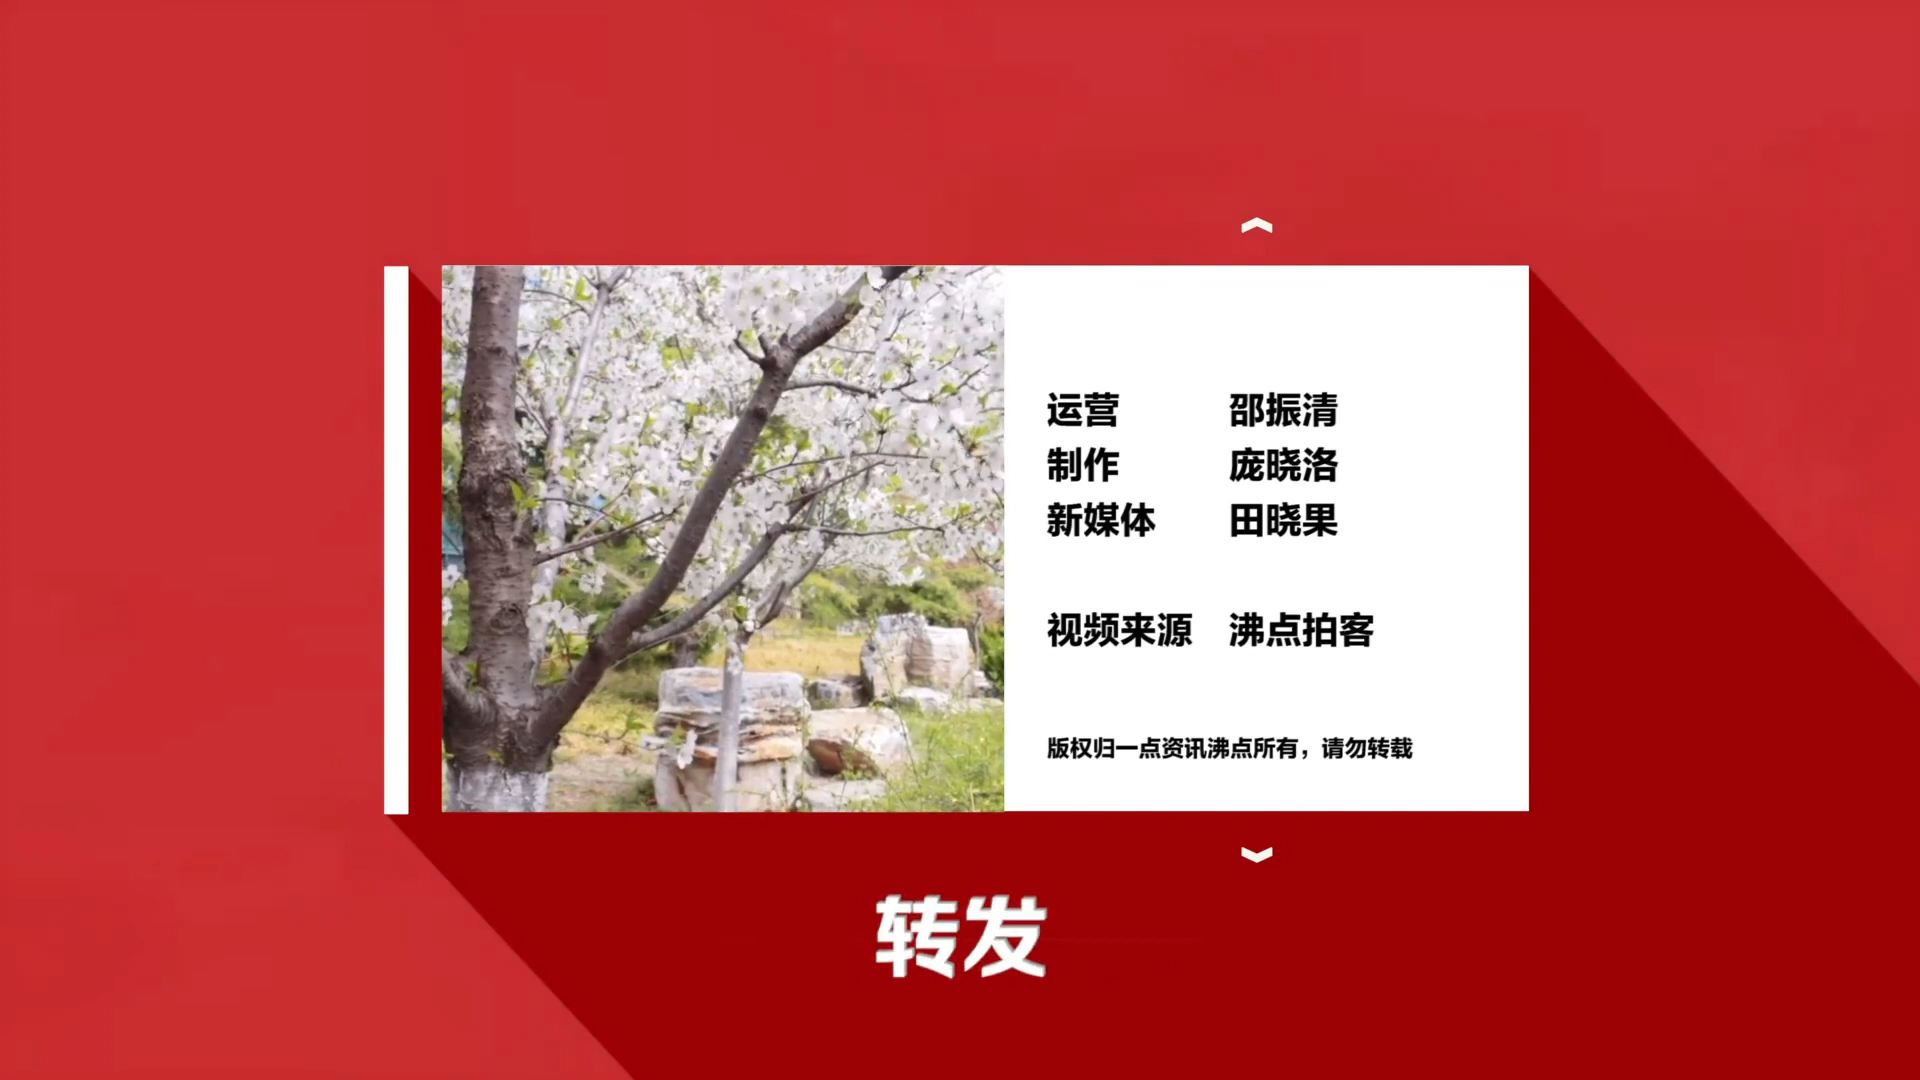 运营 邵振清
制作 庞晓洛
新媒体 田晓果
视频来源 沸点拍客
版权归一点资讯沸点所有，请勿转载
转发